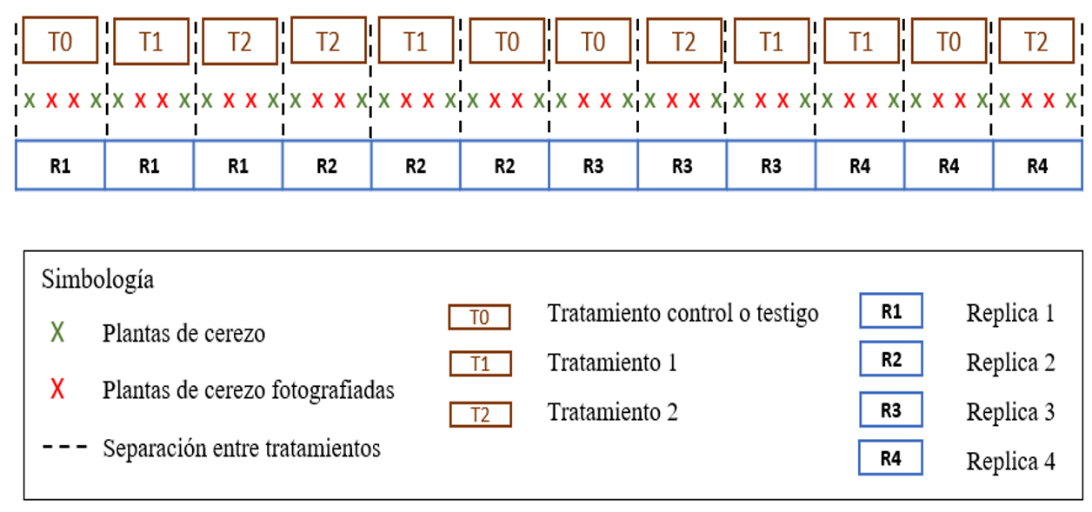 T0 T1 T2 T2 T1 T0 T0 T2 T1 T1 T0 T2
X X X X X X X X X X X X X X X X X X X X X X X X X X X X X X X X X X X X X X X X X X X X X X X X
R1 R1 R1 R2 R2 R2 R3 R3 R3 R4 R4 R4
Simbología
X Plantas de cerezo
X Plantas de cerezo fotografiadas
Separación entre tratamientos
T0 Tratamiento control o testigo
T1 Tratamiento 1
T2 Tratamiento 2
R1 Replica 1
R2 Replica 2
R3 Replica 3
R4 Replica 4